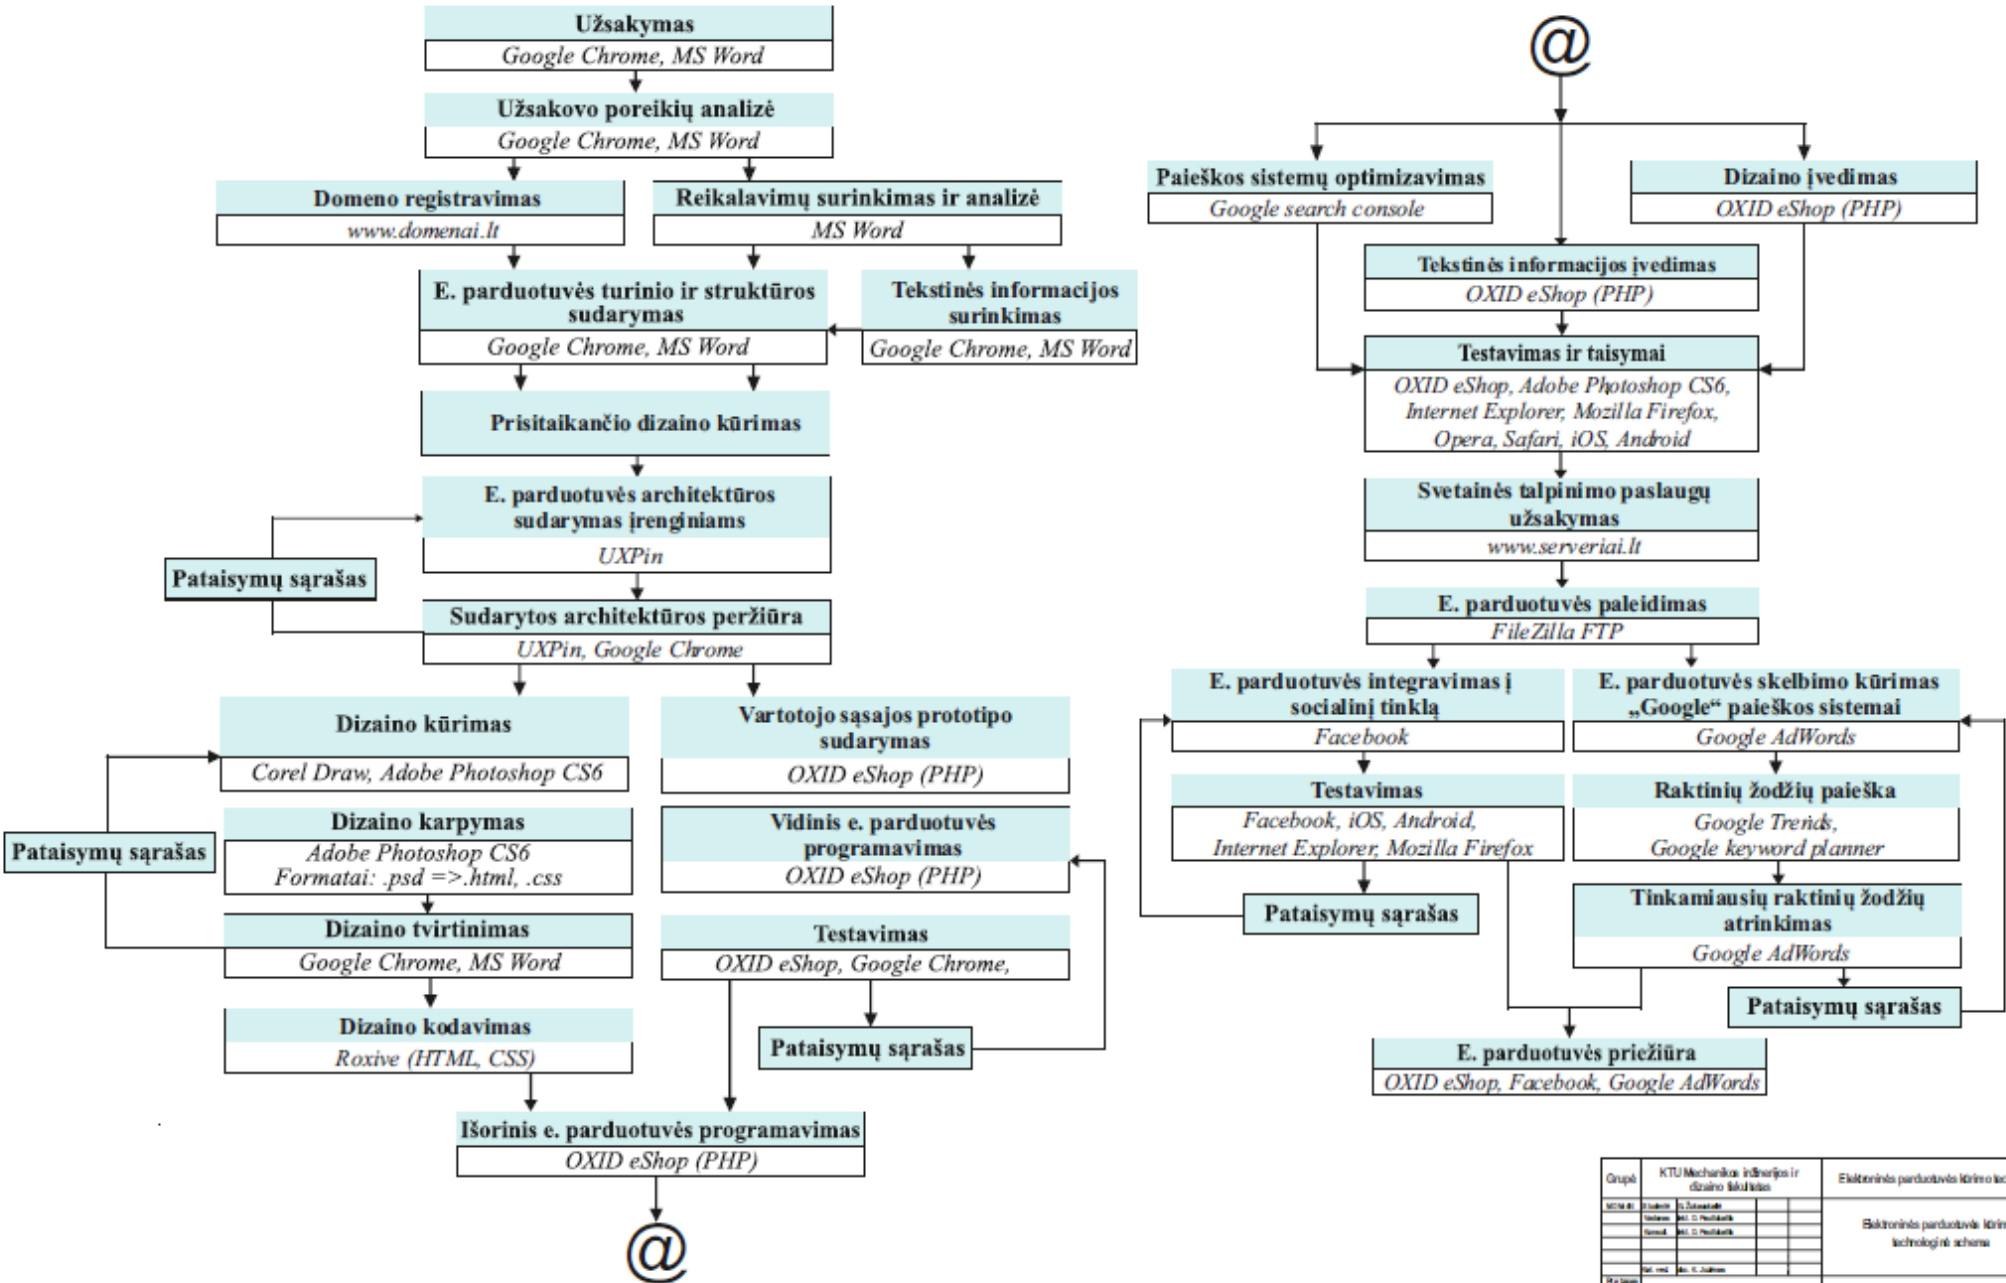 Užsakymas
Google Chrome, MS Word
Užsakovo poreikių analizė
Google Chrome, MS Word
Domeno registravimas
www.domenai.lt
Reikalavimų surinkimas ir analizė
MS Word
E. parduotuvės turinio ir struktūros
sudarymas
Google Chrome, MS Word
Tekstinės informacijos
surinkimas
Google Chrome, MS Word
Prisitaikančio dizaino kūrimas
E. parduotuvės architektūros
sudarymas įrenginiams
UXPin
Pataisymų sąrašas
Sudarytos architektūros peržiūra
UXPin, Google Chrome
Dizaino kūrimas
Corel Draw, Adobe Photoshop CS6
Vartotojo sąsajos prototipo
sudarymas
OXID eShop (PHP)
Dizaino karpymas
Adobe Photoshop CS6
Formatai: .psd =>.html, .css
Pataisymų sąrašas
Vidinis e. parduotuvės
programavimas
OXID eShop (PHP)
Dizaino tvirtinimas
Google Chrome, MS Word
Testavimas
OXID eShop, Google Chrome,
Dizaino kodavimas
Roxive (HTML, CSS)
Pataisymų sąrašas
Išorinis e. parduotuvės programavimas
OXID eShop (PHP)
@
@
Paieškos sistemų optimizavimas
Google search console
Dizaino įvedimas
OXID eShop (PHP)
Tekstinės informacijos įvedimas
OXID eShop (PHP)
Testavimas ir taisymai
OXID eShop, Adobe Photoshop CS6,
Internet Explorer, Mozilla Firefox,
Opera, Safari, iOS, Android
Svetainės talpinimo paslaugų
užsakymas
www.serveriai.lt
E. parduotuvės paleidimas
FileZilla FTP
E. parduotuvės integravimas į
socialinį tinklą
Facebook
E. parduotuvės skelbimo kūrimas
„Google“ paieškos sistemai
Google AdWords
Testavimas
Facebook, iOS, Android,
Internet Explorer, Mozilla Firefox
Raktinių žodžių paieška
Google Trends,
Google keyword planner
Pataisymų sąrašas
Tinkamiausių raktinių žodžių
atrinkimas
Google AdWords
Pataisymų sąrašas
E. parduotuvės priežiūra
OXID eShop, Facebook, Google AdWords
Grupė
KTU Mechanikos inžinerijos ir
dizaino fakultetas
Elektroninės parduotuvės kūrimo
Elektroninės parduotuvės
technologinė schema